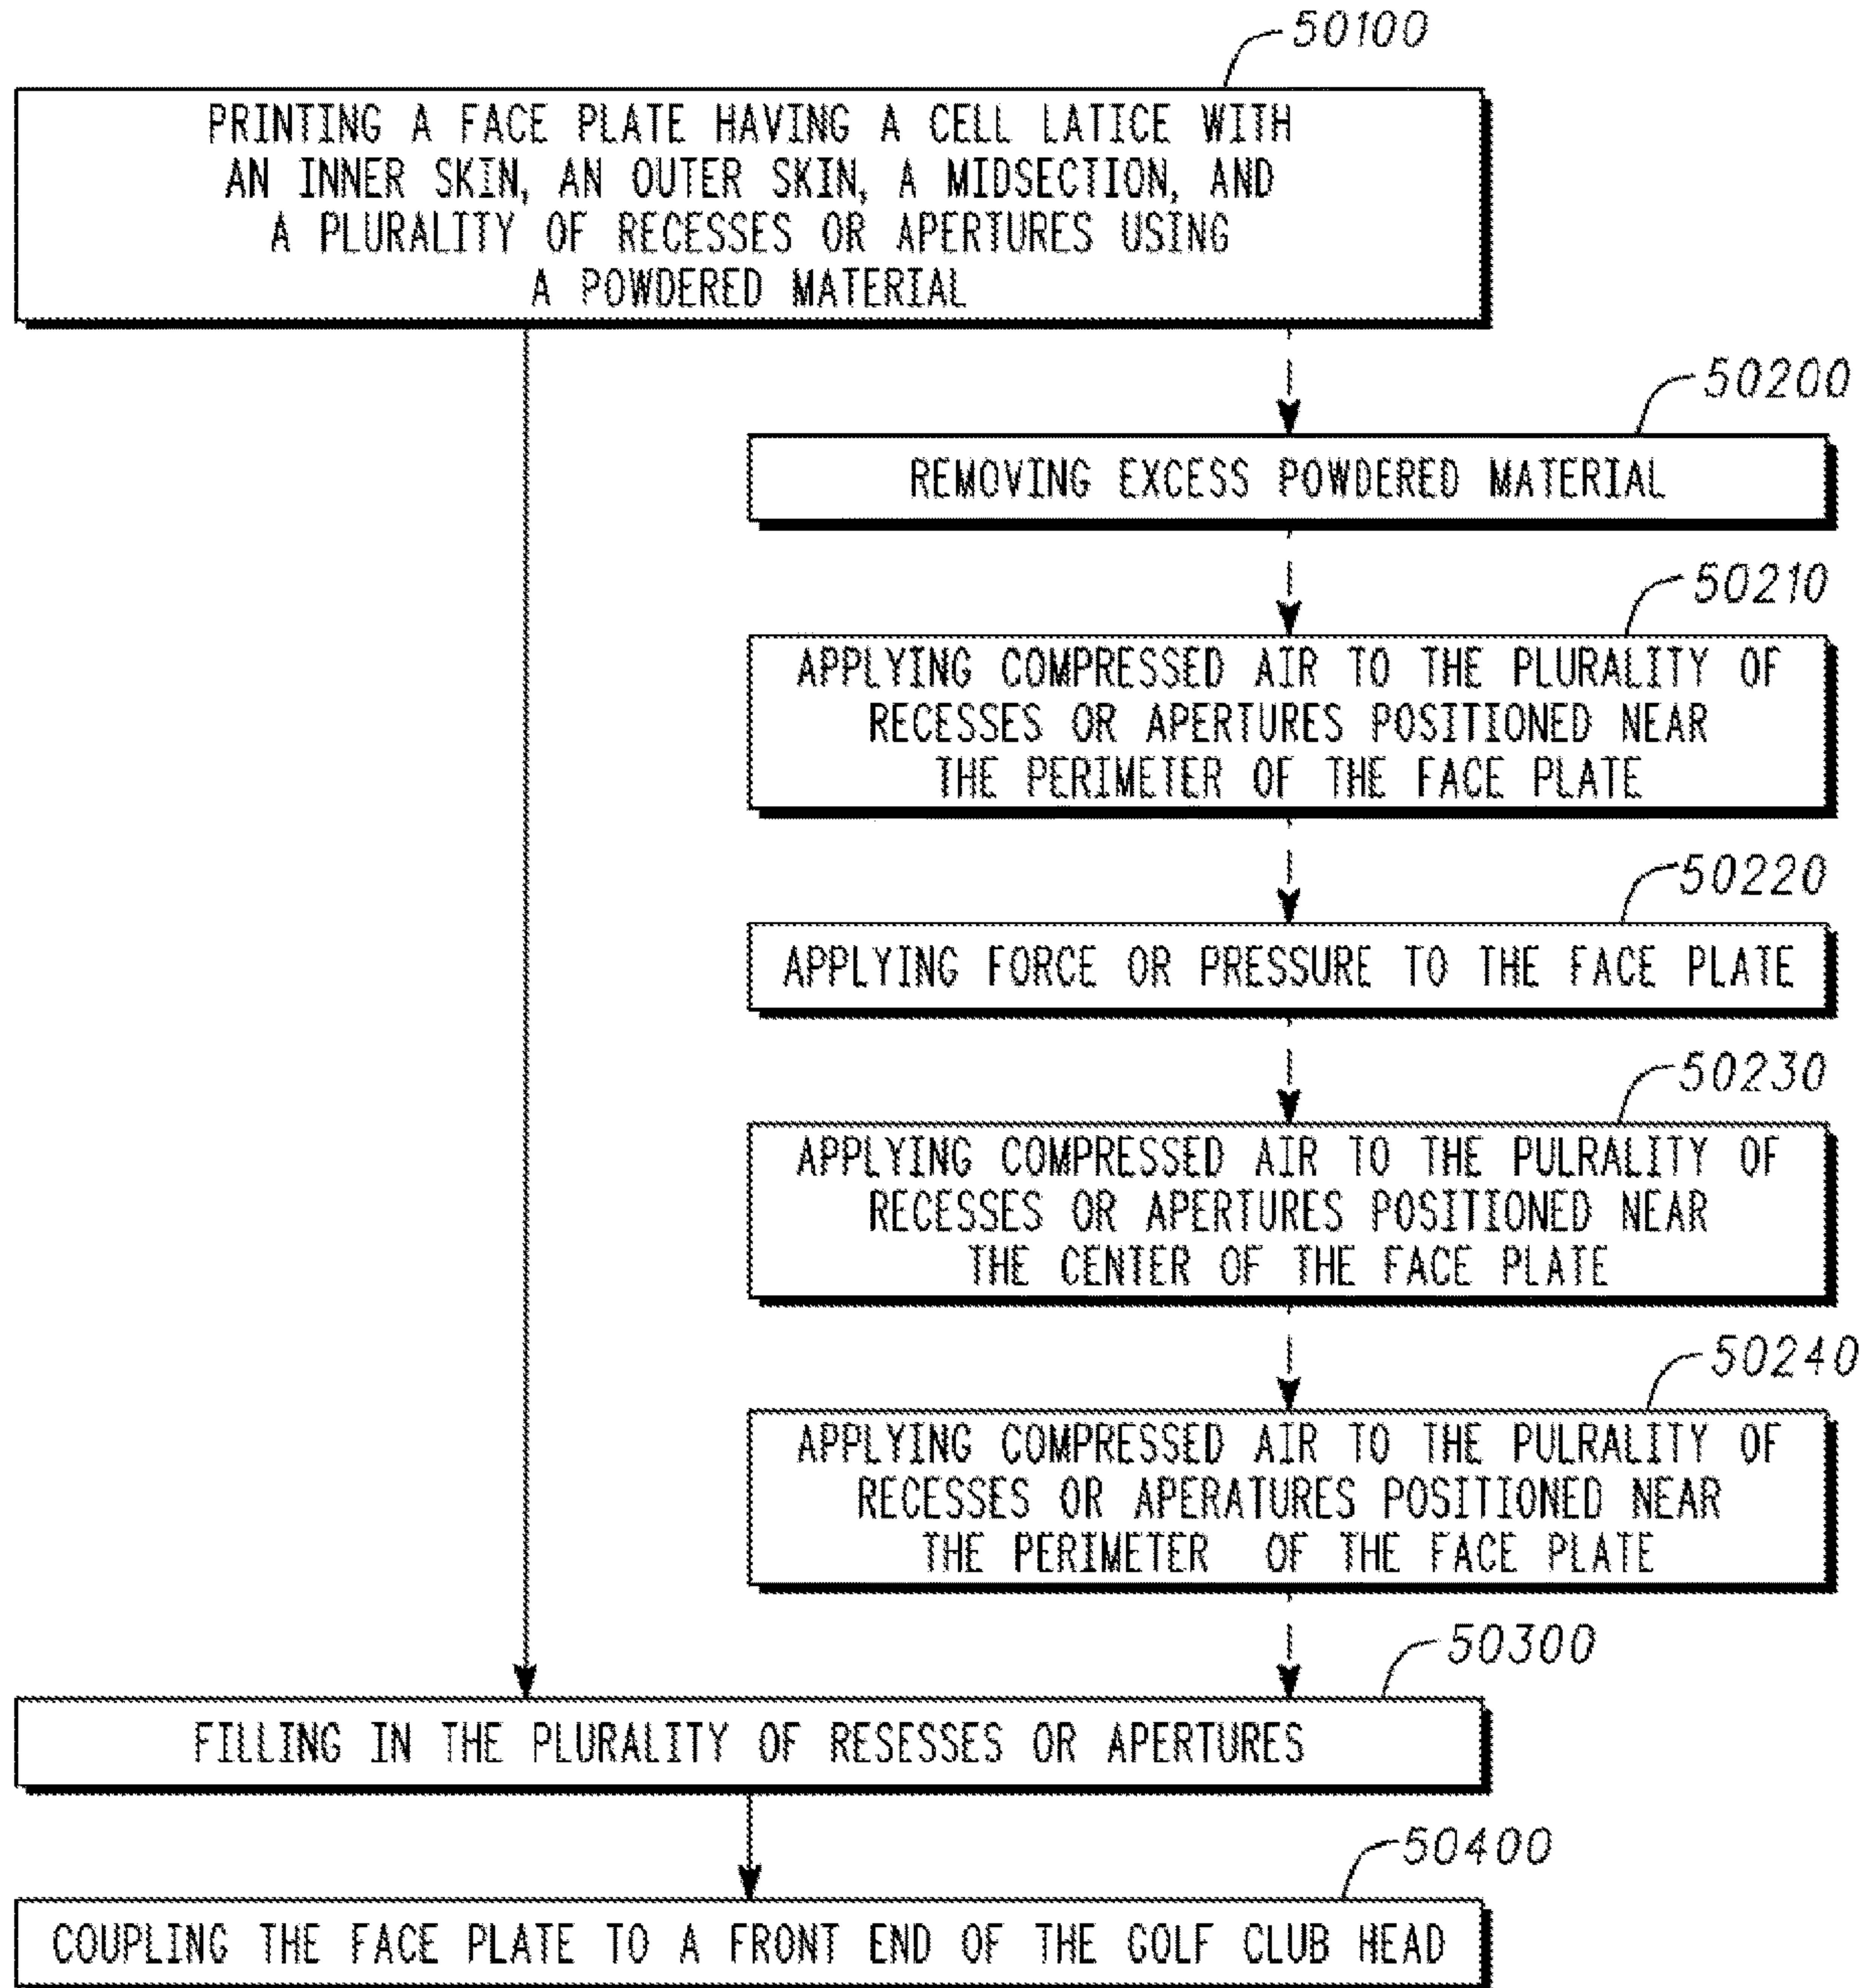 50100
PRINTING A FACE PLATE HAVING A CELL LATICE WITH
AN INNER SKIN, AN OUTER SKIN, A MIDSECTION, AND
A PLURALITY OF RECESSES OR APERTURES USING
A POWDERED MATERIAL
50200
REMOVING EXCESS POWDERED MATERIAL
50210
APPLYING COMPRESSED AIR TO THE PLURALITY OF
RECESSES OR APERTURES POSITIONED NEAR
THE PERIMETER OF THE FACE PLATE
50220
APPLYING FORCE OR PRESSURE TO THE FACE PLATE
50230
APPLYING COMPRESSED AIR TO THE PULRALITY OF
RECESSES OR APERTURES POSITIONED NEAR
THE CENTER OF THE FACE PLATE
50240
APPLYING COMPRESSED AIR TO THE PULRALITY OF
RECESSES OR APERATURES POSITIONED NEAR
THE PERIMETER OF THE FACE PLATE
50300
FILLING IN THE PLURALITY OF RESESSES OR APERTURES
50400
COUPLING THE FACE PLATE TO A FRONT END OF THE GOLF CLUB HEAD